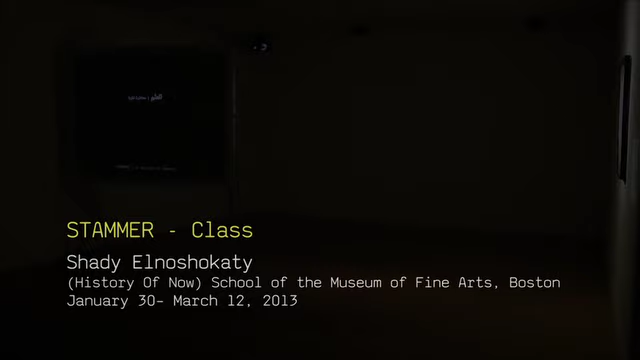 STAMMER - Class
Shady Elnoshokaty
(History Of Now) School of the Museum of Fine Arts, Boston
January 30- March 12, 2013